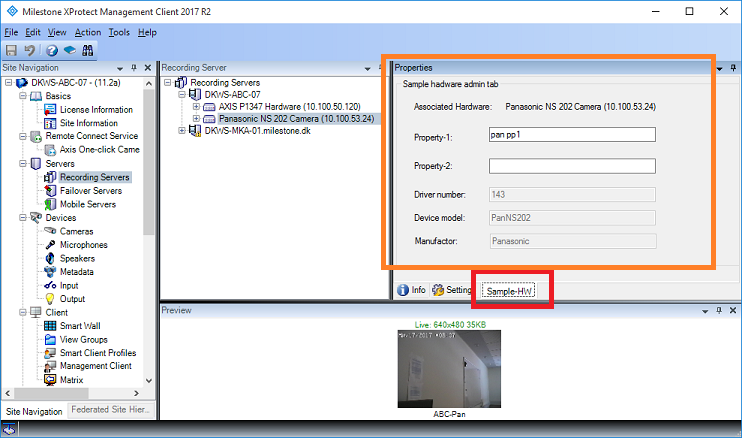 Milestone XProtect Management Client 2017 R2
File Edit View Action Tools Help
Site Navigation
DKWS-ABC-07 - (11.2a)
Basics
License Information
Site Information
Remote Connect Service
Axis One-click Came
Servers
Recording Servers
Failover Servers
Mobile Servers
Devices
Cameras
Microphones
Speakers
Metadata
Input
Output
Client
Smart Wall
View Groups
Smart Client Profiles
Management Client
Matrix
Site Navigation Federated Site Hier...
Recording Server
Recording Servers
DKWS-ABC-07
AXIS P1347 Hardware (10.100.50.120)
Panasonic NS 202 Camera (10.100.53.24)
DKWS-MKA-01.milestone.dk
Properties
Sample hadware admin tab
Associated Hardware: Panasonic NS 202 Camera (10.100.53.24)
Property-1: pan pp1
Property-2:
Driver number: 143
Device model: PanNS202
Manufactor: Panasonic
Info Setting Sample-HW
Preview
Live: 640x480 35KB
ABC-Pan